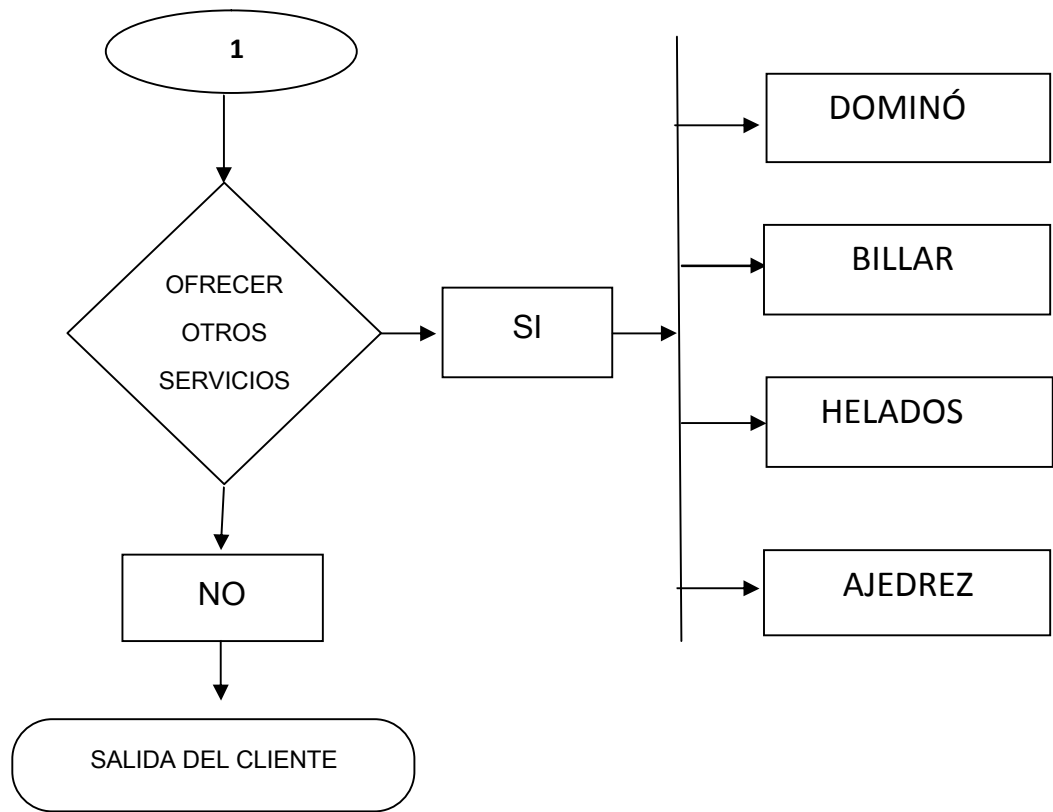 1
OFRECER
OTROS
SERVICIOS
SI
DOMINÓ
BILLAR
HELADOS
AJEDREZ
NO
SALIDA DEL CLIENTE